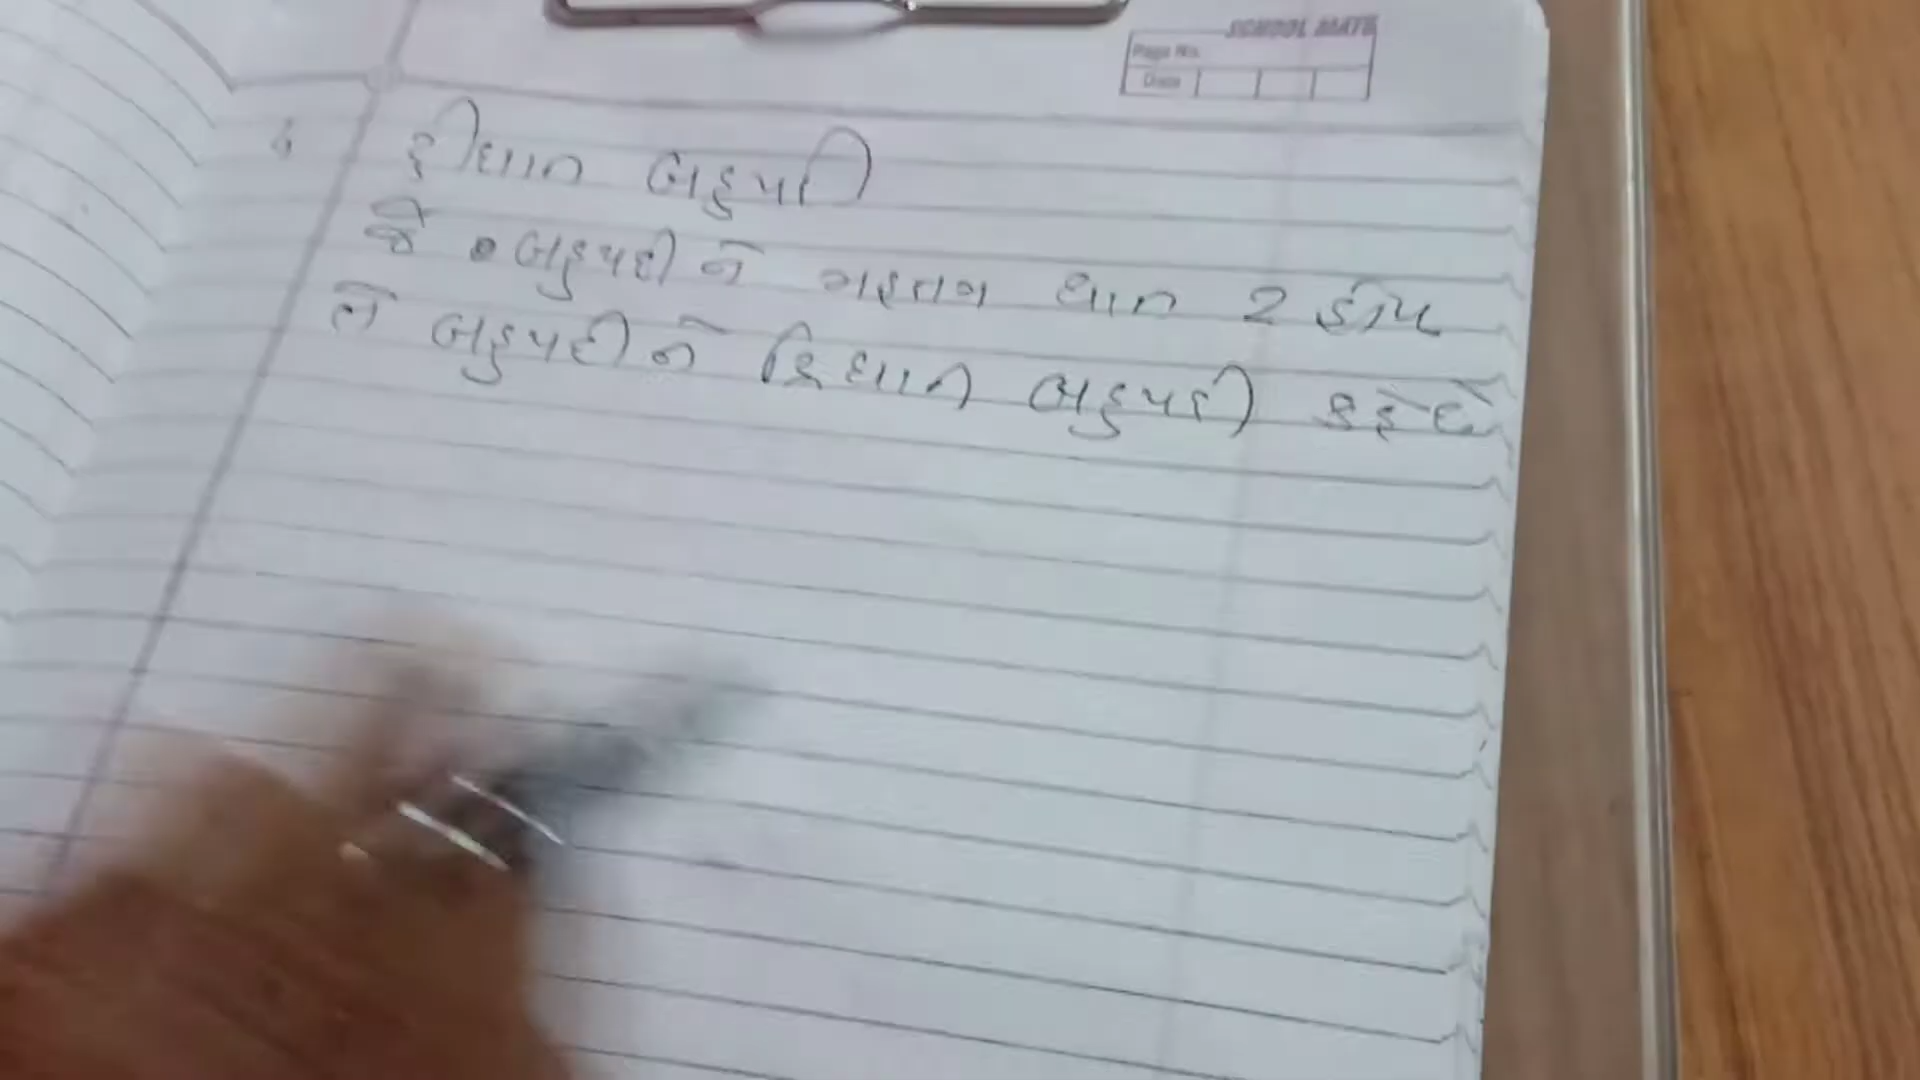 SCHOOL MATE
Page No.
Date
દ્વીઘાત બહુપદી
જે બહુપદી ને મહત્તમ ઘાત 2 હોય
તે બહુપદી ને દ્વિઘાત બહુપદી કહે છે